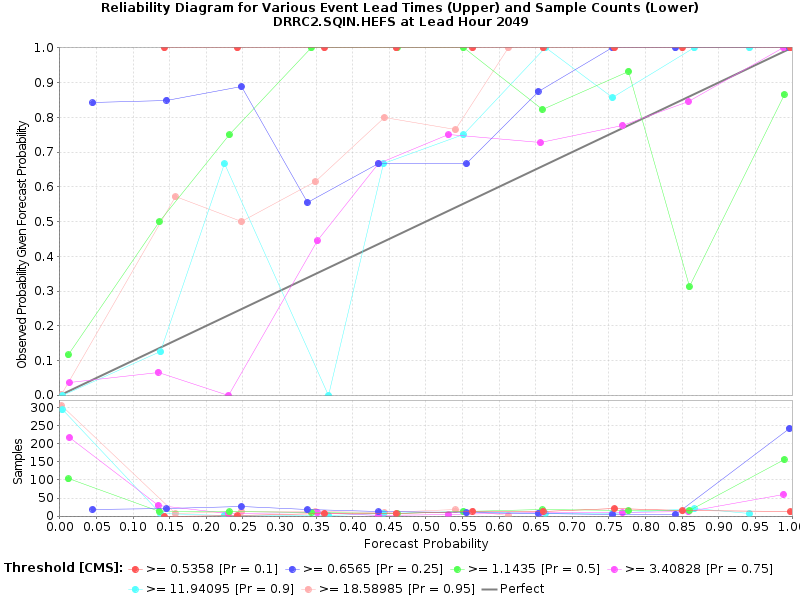 Reliability Diagram for Various Event Lead Times (Upper) and Sample Counts (Lower)
DRRC2.SQIN.HEFS at Lead Hour 2049
Observed Probability Given Forecast Probability
1.0
0.9
0.8
0.7
0.6
0.5
0.4
0.3
0.2
0.1
0.0
Samples
300
250
200
150
100
50
0
0.00 0.05 0.10 0.15 0.20 0.25 0.30 0.35 0.40 0.45 0.50 0.55 0.60 0.65 0.70 0.75 0.80 0.85 0.90 0.95 1.00
Forecast Probability
Threshold [CMS]: >= 0.5358 [Pr = 0.1] >= 0.6565 [Pr = 0.25] >= 1.1435 [Pr = 0.5] >= 3.40828 [Pr = 0.75]
>= 11.94095 [Pr = 0.9] >= 18.58985 [Pr = 0.95] Perfect